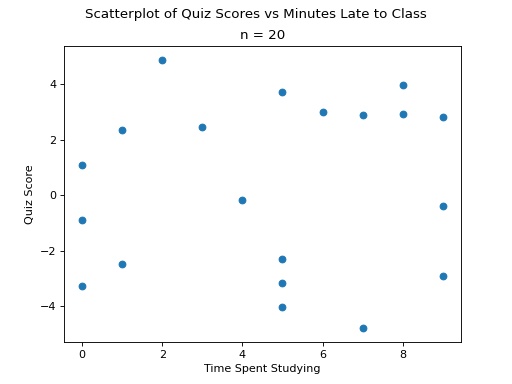 Scatterplot of Quiz Scores vs Minutes Late to Class
n = 20
4
2
0
−2
−4
Quiz Score
0 2 4 6 8
Time Spent Studying